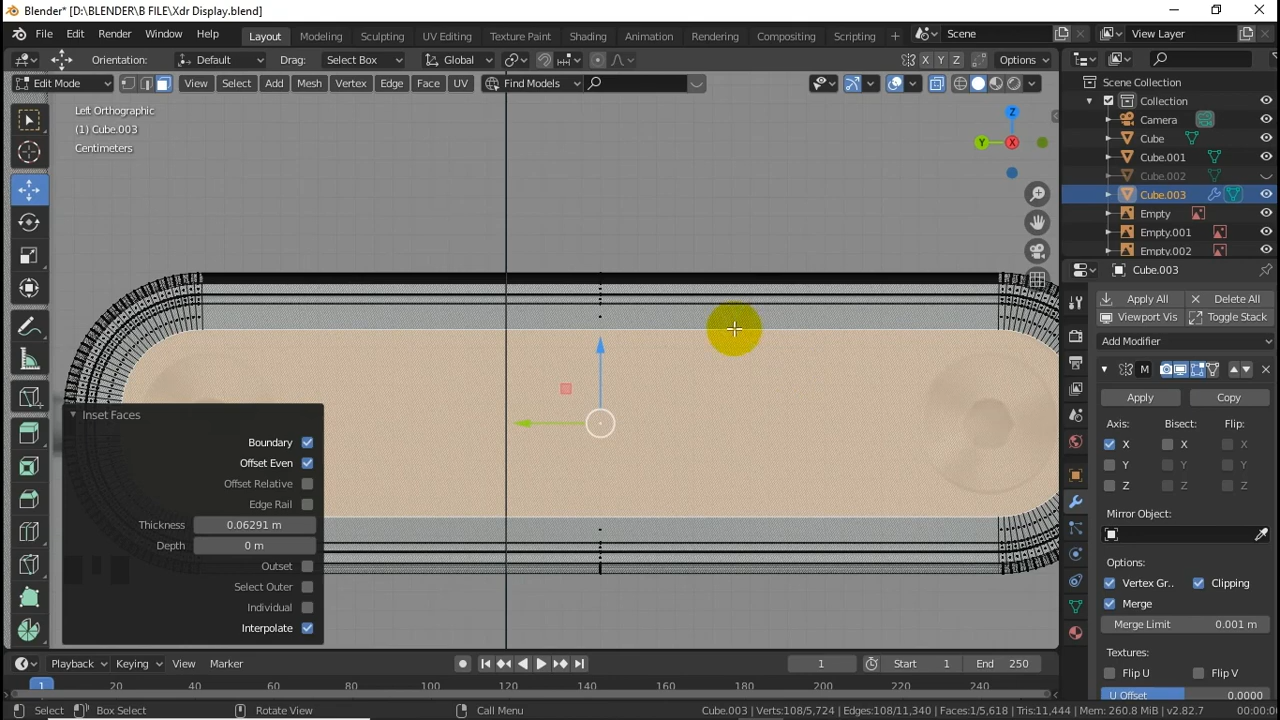 Blender* [D:\BLENDER\B FILE\Xdr Display.blend]
File Edit Render Window Help Layout Modeling Sculpting UV Editing Texture Paint Shading Animation Rendering Compositing Scripting + Scene View Layer
Orientation: Default Drag: Select Box Global X Y Z Options
Edit Mode View Select Add Mesh Vertex Edge Face UV Find Models
Left Orthographic
(1) Cube.003
Centimeters
Z
Y X
Scene Collection
Collection
Camera
Cube
Cube.001
Cube.002
Cube.003
Empty
Empty.001
Empty.002
Cube.003
Apply All Delete All
Viewport Vis Toggle Stack
Add Modifier
M
Apply Copy
Axis: Bisect: Flip:
X X X
Y Y Y
Z Z Z
Mirror Object:
Options:
Vertex Gr.. Clipping
Merge
Merge Limit 0.001 m
Textures:
Flip U Flip V
U Offset 0.0000
Inset Faces
Boundary
Offset Even
Offset Relative
Edge Rail
Thickness 0.06291 m
Depth 0 m
Outset
Select Outer
Individual
Interpolate
Playback Keying View Marker 1 Start 1 End 250
1 20 40 60 80 100 120 140 160 180 200 220 240
Select Box Select Rotate View Call Menu Cube.003 Verts:108/5,724 Edges:108/11,340 Faces:1/5,618 Tris:11,444 Mem: 260.8 MiB v2.82.7
00:00:0